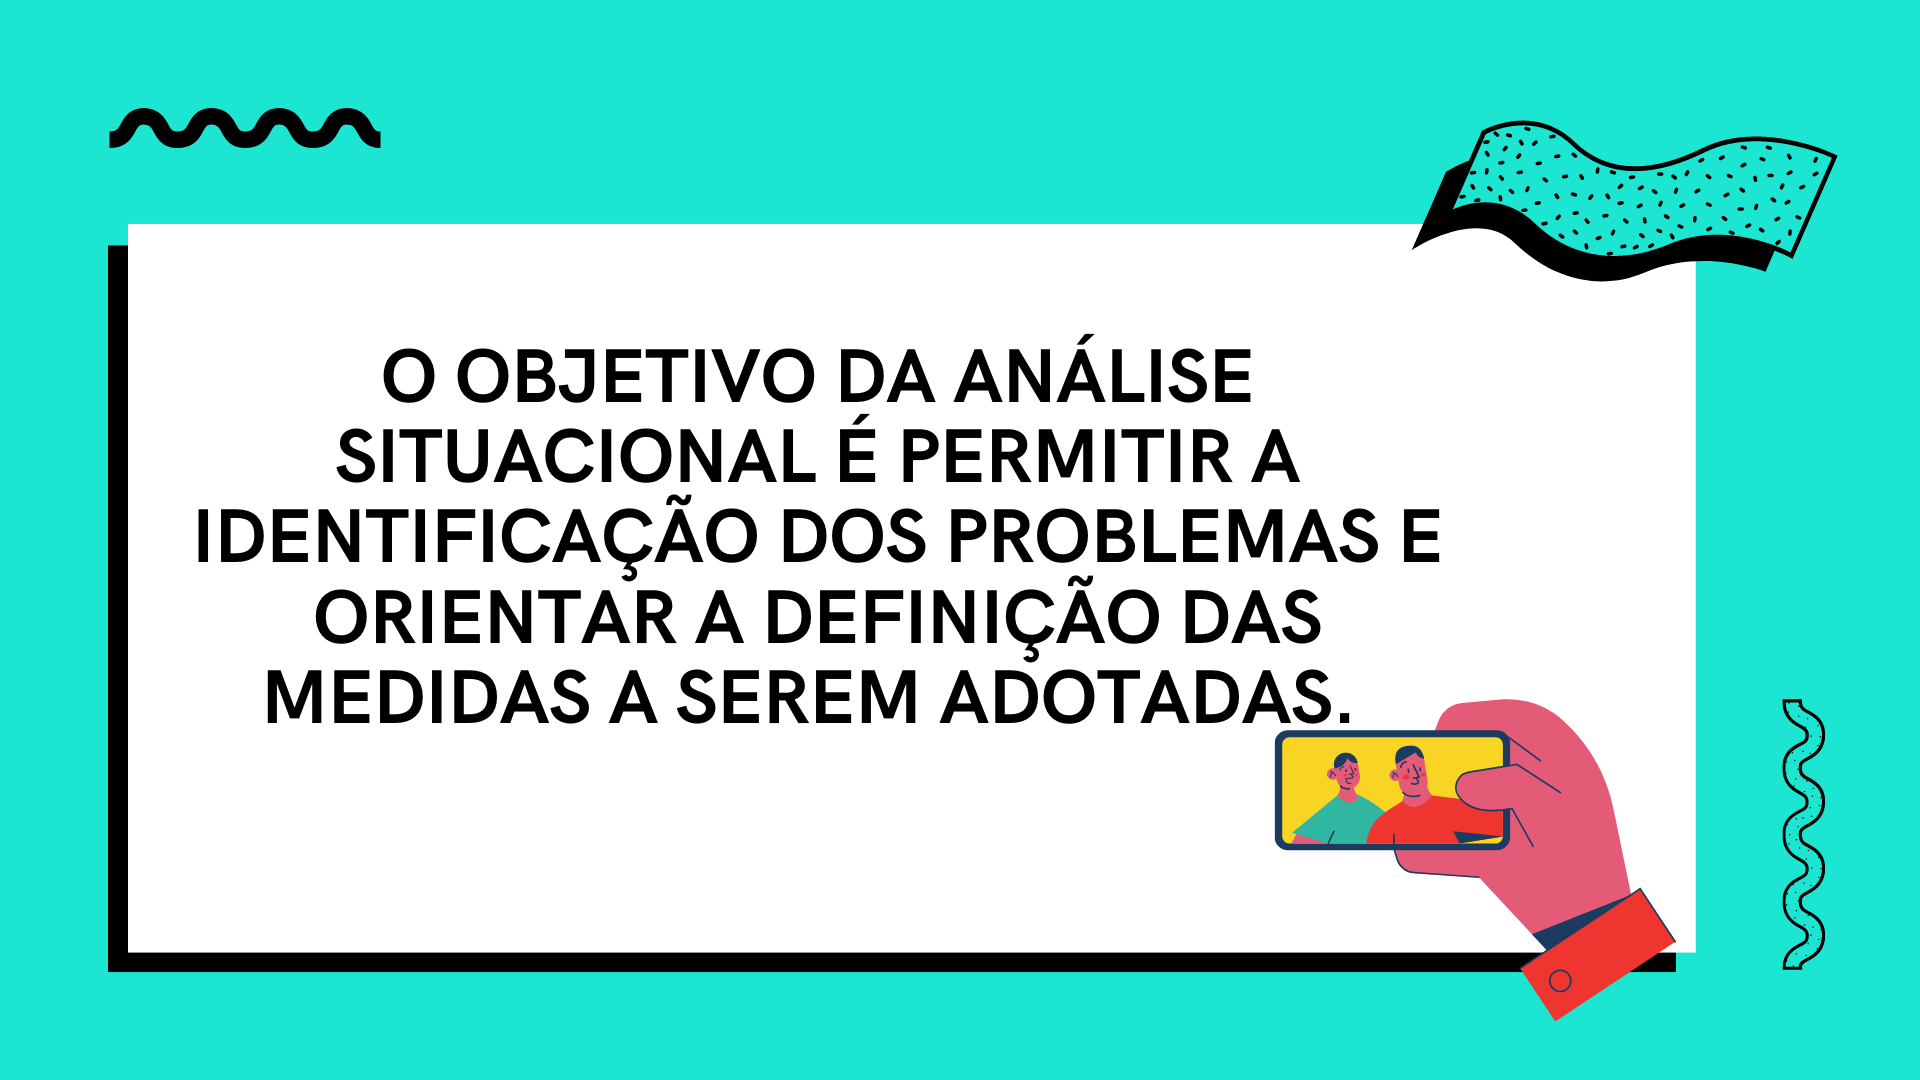 O OBJETIVO DA ANÁLISE
SITUACIONAL É PERMITIR A
IDENTIFICAÇÃO DOS PROBLEMAS E
ORIENTAR A DEFINIÇÃO DAS
MEDIDAS A SEREM ADOTADAS.